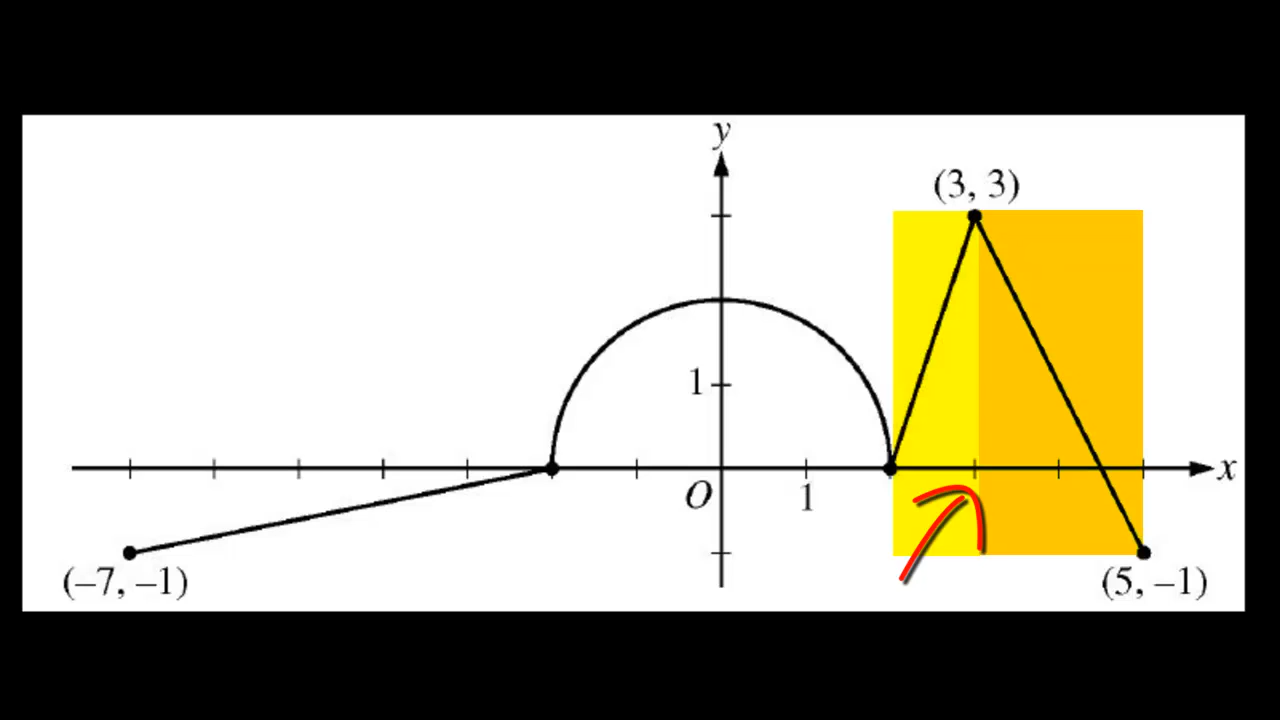 y
(3, 3)
1
O
1
x
(–7, –1)
(5, –1)